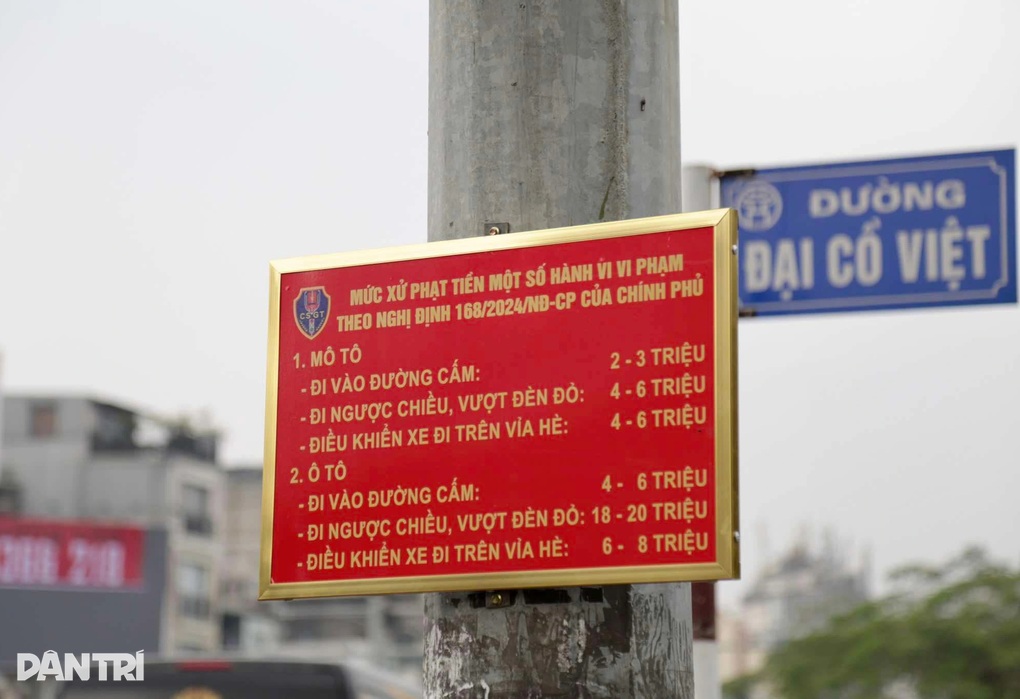 MỨC XỬ PHẠT TIỀN MỘT SỐ HÀNH VI VI PHẠM
THEO NGHỊ ĐỊNH 168/2024/NĐ-CP CỦA CHÍNH PHỦ
CSGT
1. MÔ TÔ
- ĐI VÀO ĐƯỜNG CẤM: 2 - 3 TRIỆU
- ĐI NGƯỢC CHIỀU, VƯỢT ĐÈN ĐỎ: 4 - 6 TRIỆU
- ĐIỀU KHIỂN XE ĐI TRÊN VỈA HÈ: 4 - 6 TRIỆU
2. Ô TÔ
- ĐI VÀO ĐƯỜNG CẤM: 4 - 6 TRIỆU
- ĐI NGƯỢC CHIỀU, VƯỢT ĐÈN ĐỎ: 18 - 20 TRIỆU
- ĐIỀU KHIỂN XE ĐI TRÊN VỈA HÈ: 6 - 8 TRIỆU
ĐƯỜNG
ĐẠI CỒ VIỆT
DÂN TRÍ